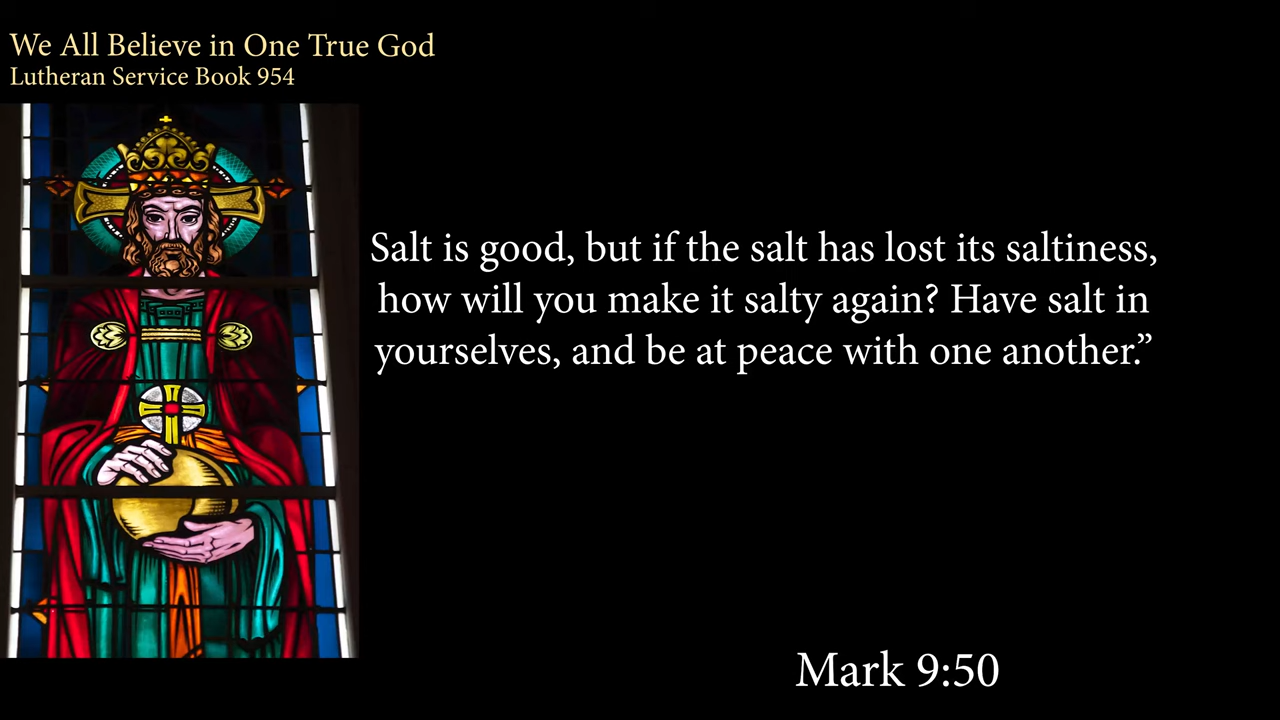 We All Believe in One True God
Lutheran Service Book 954
Salt is good, but if the salt has lost its saltiness,
how will you make it salty again? Have salt in
yourselves, and be at peace with one another.”
Mark 9:50